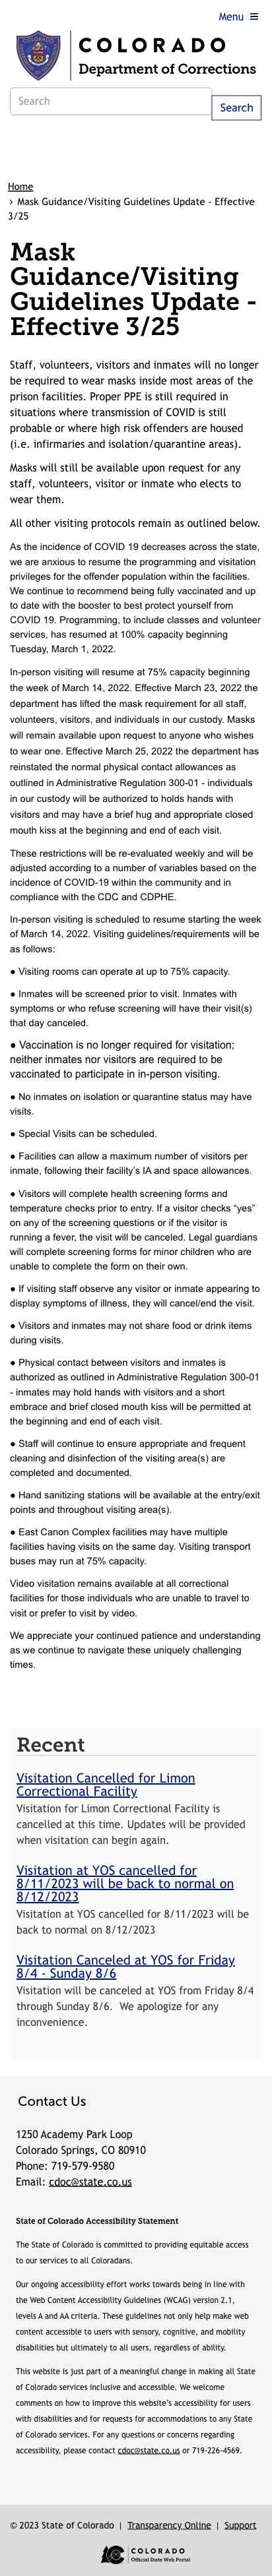 Menu ≡
COLORADO
Department of Corrections
Search
Search
Home
› Mask Guidance/Visiting Guidelines Update - Effective
3/25
Mask
Guidance/Visiting
Guidelines Update -
Effective 3/25
Staff, volunteers, visitors and inmates will no longer
be required to wear masks inside most areas of the
prison facilities. Proper PPE is still required in
situations where transmission of COVID is still
probable or where high risk offenders are housed
(i.e. infirmaries and isolation/quarantine areas).
Masks will still be available upon request for any
staff, volunteers, visitor or inmate who elects to
wear them.
All other visiting protocols remain as outlined below.
As the incidence of COVID 19 decreases across the state,
we are anxious to resume the programming and visitation
privileges for the offender population within the facilities.
We continue to recommend being fully vaccinated and up
to date with the booster to best protect yourself from
COVID 19. Programming, to include classes and volunteer
services, has resumed at 100% capacity beginning
Tuesday, March 1, 2022.
In-person visiting will resume at 75% capacity beginning
the week of March 14, 2022. Effective March 23, 2022 the
department has lifted the mask requirement for all staff,
volunteers, visitors, and individuals in our custody. Masks
will remain available upon request to anyone who wishes
to wear one. Effective March 25, 2022 the department has
reinstated the normal physical contact allowances as
outlined in Administrative Regulation 300-01 - individuals
in our custody will be authorized to holds hands with
visitors and may have a brief hug and appropriate closed
mouth kiss at the beginning and end of each visit.
These restrictions will be re-evaluated weekly and will be
adjusted according to a number of variables based on the
incidence of COVID-19 within the community and in
compliance with the CDC and CDPHE.
In-person visiting is scheduled to resume starting the week
of March 14, 2022. Visiting guidelines/requirements will be
as follows:
● Visiting rooms can operate at up to 75% capacity.
● Inmates will be screened prior to visit. Inmates with
symptoms or who refuse screening will have their visit(s)
that day canceled.
● Vaccination is no longer required for visitation;
neither inmates nor visitors are required to be
vaccinated to participate in in-person visiting.
● No inmates on isolation or quarantine status may have
visits.
● Special Visits can be scheduled.
● Facilities can allow a maximum number of visitors per
inmate, following their facility's IA and space allowances.
● Visitors will complete health screening forms and
temperature checks prior to entry. If a visitor checks “yes”
on any of the screening questions or if the visitor is
running a fever, the visit will be canceled. Legal guardians
will complete screening forms for minor children who are
unable to complete the form on their own.
● If visiting staff observe any visitor or inmate appearing to
display symptoms of illness, they will cancel/end the visit.
● Visitors and inmates may not share food or drink items
during visits.
● Physical contact between visitors and inmates is
authorized as outlined in Administrative Regulation 300-01
- inmates may hold hands with visitors and a short
embrace and brief closed mouth kiss will be permitted at
the beginning and end of each visit.
● Staff will continue to ensure appropriate and frequent
cleaning and disinfection of the visiting area(s) are
completed and documented.
● Hand sanitizing stations will be available at the entry/exit
points and throughout visiting area(s).
● East Canon Complex facilities may have multiple
facilities having visits on the same day. Visiting transport
buses may run at 75% capacity.
Video visitation remains available at all correctional
facilities for those individuals who are unable to travel to
visit or prefer to visit by video.
We appreciate your continued patience and understanding
as we continue to navigate these uniquely challenging
times.
Recent
Visitation Cancelled for Limon
Correctional Facility
Visitation for Limon Correctional Facility is
cancelled at this time. Updates will be provided
when visitation can begin again.
Visitation at YOS cancelled for
8/11/2023 will be back to normal on
8/12/2023
Visitation at YOS cancelled for 8/11/2023 will be
back to normal on 8/12/2023
Visitation Canceled at YOS for Friday
8/4 - Sunday 8/6
Visitation will be canceled at YOS from Friday 8/4
through Sunday 8/6. We apologize for any
inconvenience.
Contact Us
1250 Academy Park Loop
Colorado Springs, CO 80910
Phone: 719-579-9580
Email: cdoc@state.co.us
State of Colorado Accessibility Statement
The State of Colorado is committed to providing equitable access
to our services to all Coloradans.
Our ongoing accessibility effort works towards being in line with
the Web Content Accessibility Guidelines (WCAG) version 2.1,
levels A and AA criteria. These guidelines not only help make web
content accessible to users with sensory, cognitive, and mobility
disabilities but ultimately to all users, regardless of ability.
This website is just part of a meaningful change in making all State
of Colorado services inclusive and accessible. We welcome
comments on how to improve this website's accessibility for users
with disabilities and for requests for accommodations to any State
of Colorado services. For any questions or concerns regarding
accessibility, please contact cdoc@state.co.us or 719-226-4569.
© 2023 State of Colorado | Transparency Online | Support
COLORADO
Official State Web Portal